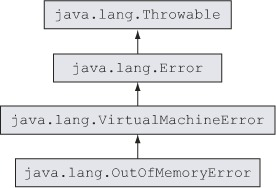 java.lang.Throwable
java.lang.Error
java.lang.VirtualMachineError
java.lang.OutOfMemoryError